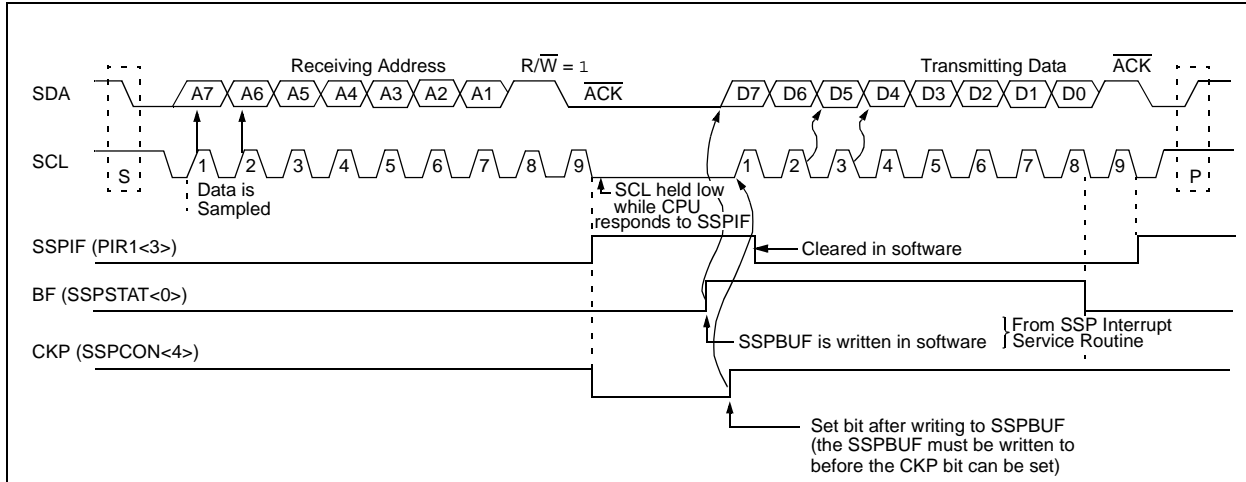 Receiving Address R/W = 1 Transmitting Data ACK
SDA A7 A6 A5 A4 A3 A2 A1 ACK D7 D6 D5 D4 D3 D2 D1 D0
SCL S 1 2 3 4 5 6 7 8 9 1 2 3 4 5 6 7 8 9 P
Data is
Sampled
SCL held low
while CPU
responds to SSPIF
SSPIF (PIR1<3>)
Cleared in software
BF (SSPSTAT<0>)
SSPBUF is written in software
From SSP Interrupt
Service Routine
CKP (SSPCON<4>)
Set bit after writing to SSPBUF
(the SSPBUF must be written to
before the CKP bit can be set)